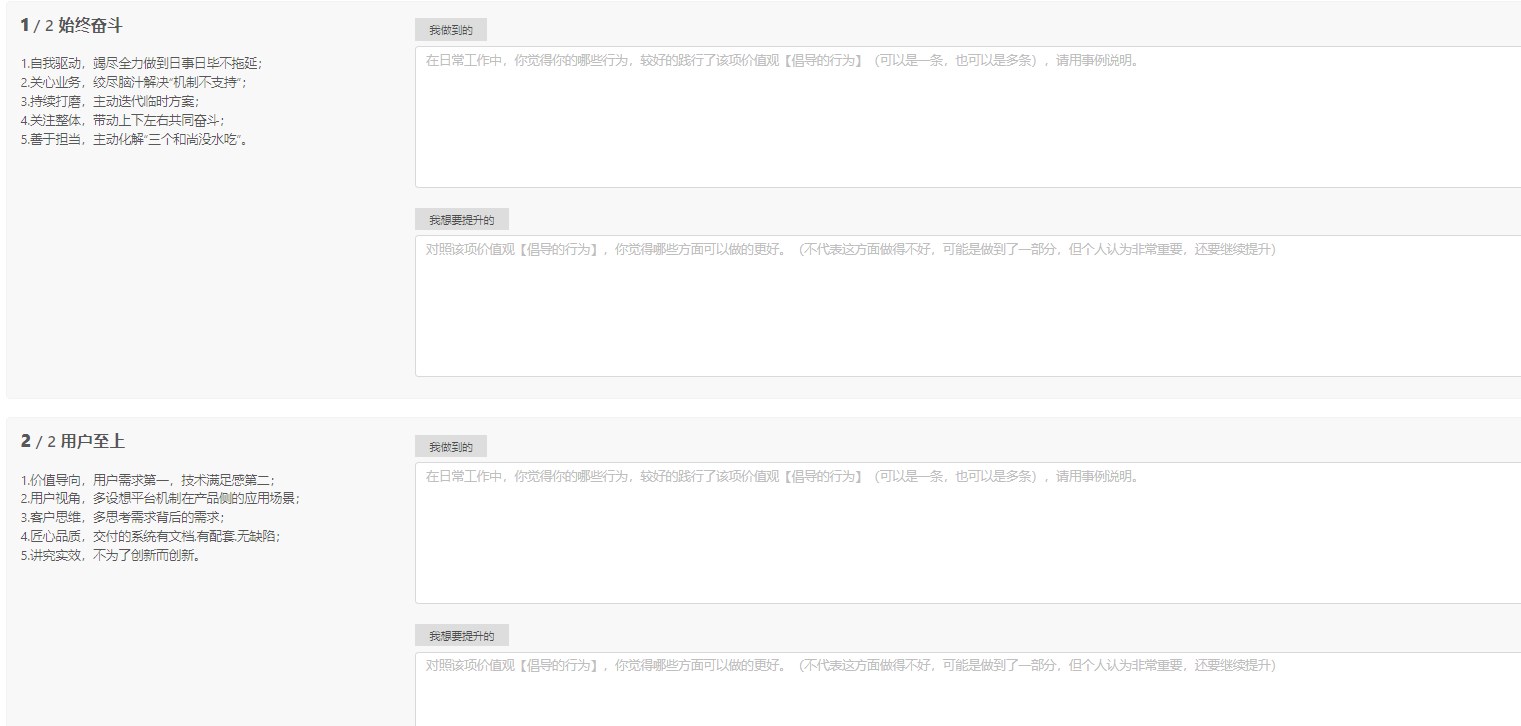 1 / 2 始终奋斗
1.自我驱动，竭尽全力做到日事日毕不拖延；
2.关心业务，绞尽脑汁解决“机制不支持”；
3.持续打磨，主动迭代临时方案；
4.关注整体，带动上下左右共同奋斗；
5.善于担当，主动化解“三个和尚没水吃”。
我做到的
在日常工作中，你觉得你的哪些行为，较好的践行了该项价值观【倡导的行为】（可以是一条，也可以是多条），请用事例说明。
我想要提升的
对照该项价值观【倡导的行为】，你觉得哪些方面可以做的更好。（不代表这方面做得不好，可能是做到了一部分，但个人认为非常重要，还要继续提升）
2 / 2 用户至上
1.价值导向，用户需求第一，技术满足感第二；
2.用户视角，多设想平台机制在产品侧的应用场景；
3.客户思维，多思考需求背后的需求；
4.匠心品质，交付的系统有文档.有配套.无缺陷；
5.讲究实效，不为了创新而创新。
我做到的
在日常工作中，你觉得你的哪些行为，较好的践行了该项价值观【倡导的行为】（可以是一条，也可以是多条），请用事例说明。
我想要提升的
对照该项价值观【倡导的行为】，你觉得哪些方面可以做的更好。（不代表这方面做得不好，可能是做到了一部分，但个人认为非常重要，还要继续提升）